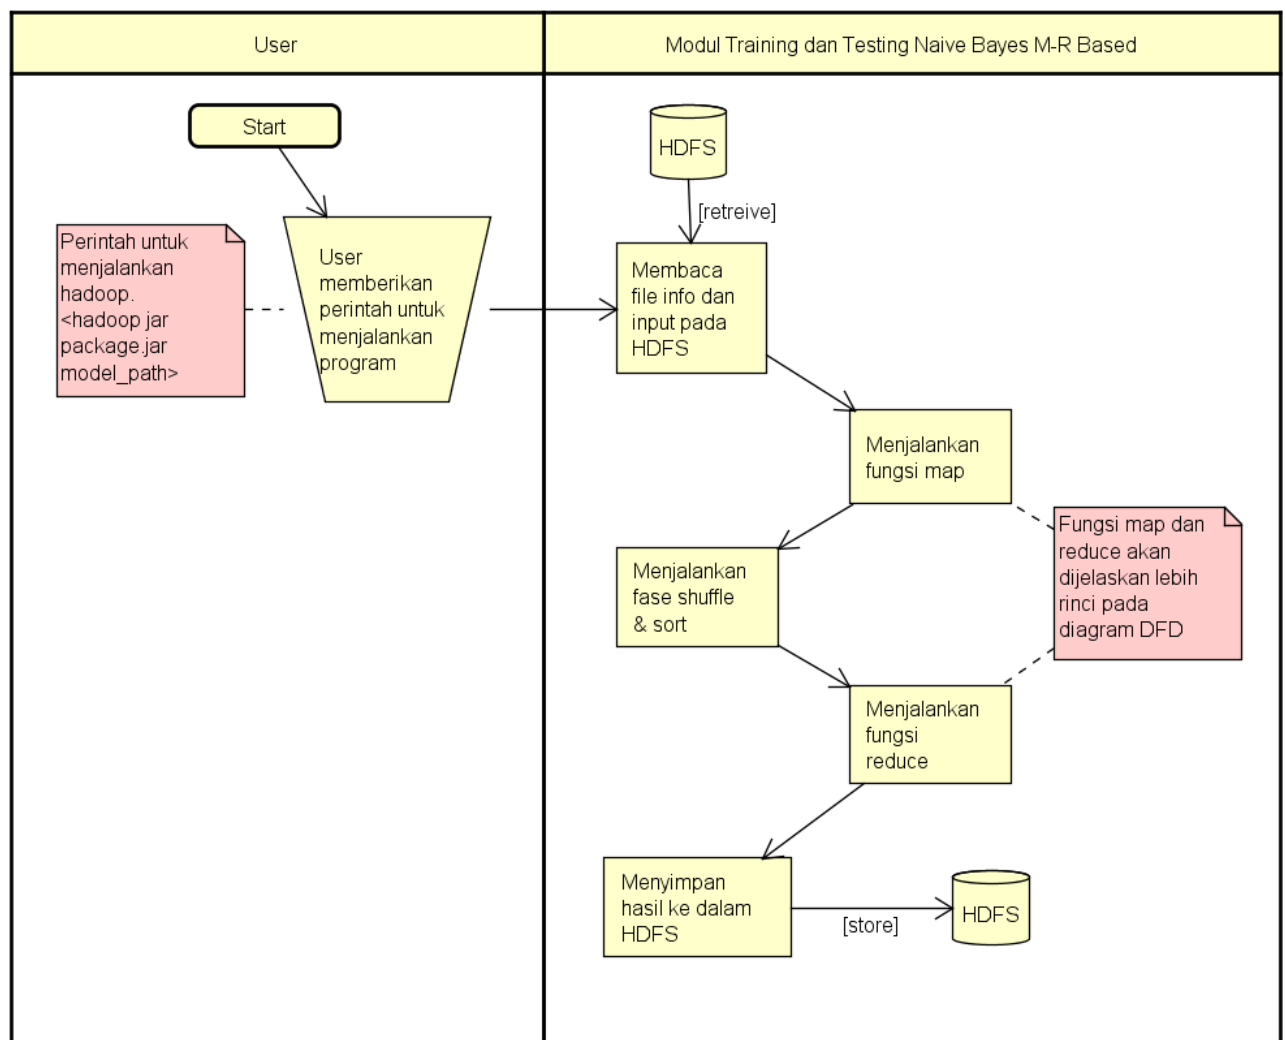 User
Modul Training dan Testing Naive Bayes M-R Based
Start
Perintah untuk
menjalankan
hadoop.
<hadoop jar
package.jar
model_path>
User
memberikan
perintah untuk
menjalankan
program
HDFS
[retreive]
Membaca
file info dan
input pada
HDFS
Menjalankan
fungsi map
Fungsi map dan
reduce akan
dijelaskan lebih
rinci pada
diagram DFD
Menjalankan
fase shuffle
& sort
Menjalankan
fungsi
reduce
Menyimpan
hasil ke dalam
HDFS
[store]
HDFS